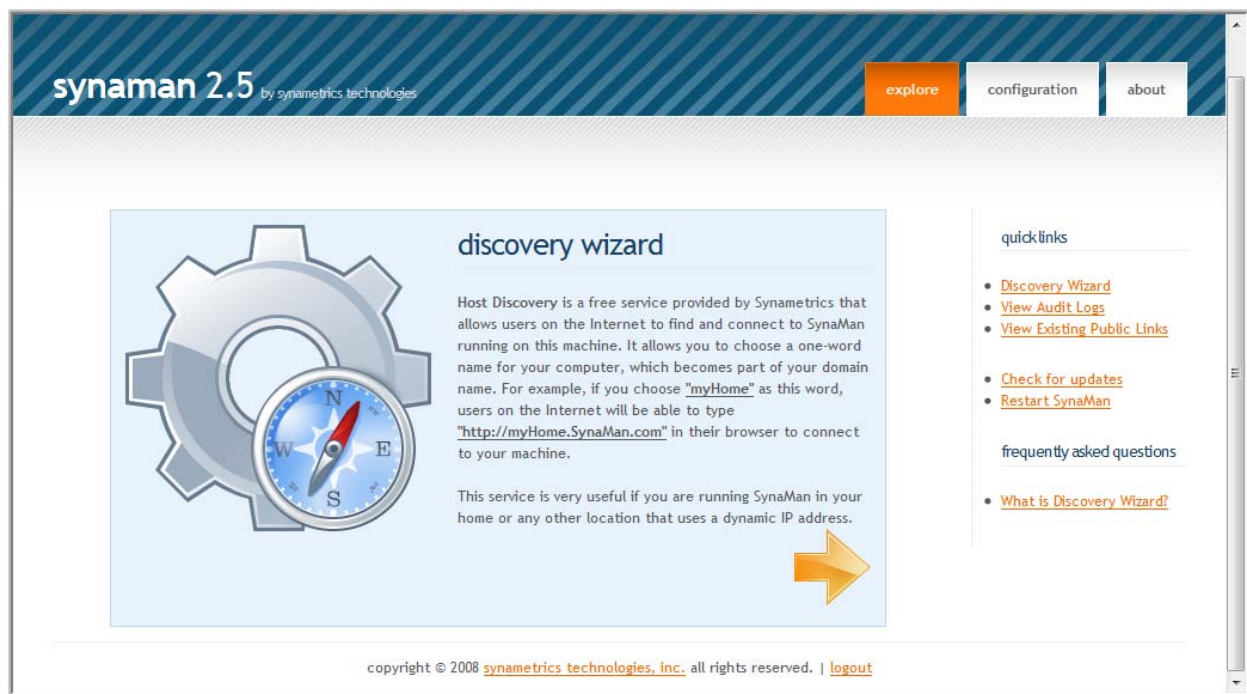 synaman 2.5 by synametrics technologies
explore
configuration
about
discovery wizard
Host Discovery is a free service provided by Synametrics that
allows users on the Internet to find and connect to SynaMan
running on this machine. It allows you to choose a one-word
name for your computer, which becomes part of your domain
name. For example, if you choose "myHome" as this word,
users on the Internet will be able to type
"http://myHome.SynaMan.com" in their browser to connect
to your machine.
This service is very useful if you are running SynaMan in your
home or any other location that uses a dynamic IP address.
N
W
E
S
quick links
Discovery Wizard
View Audit Logs
View Existing Public Links
Check for updates
Restart SynaMan
frequently asked questions
What is Discovery Wizard?
copyright © 2008 synametrics technologies, inc. all rights reserved. | logout